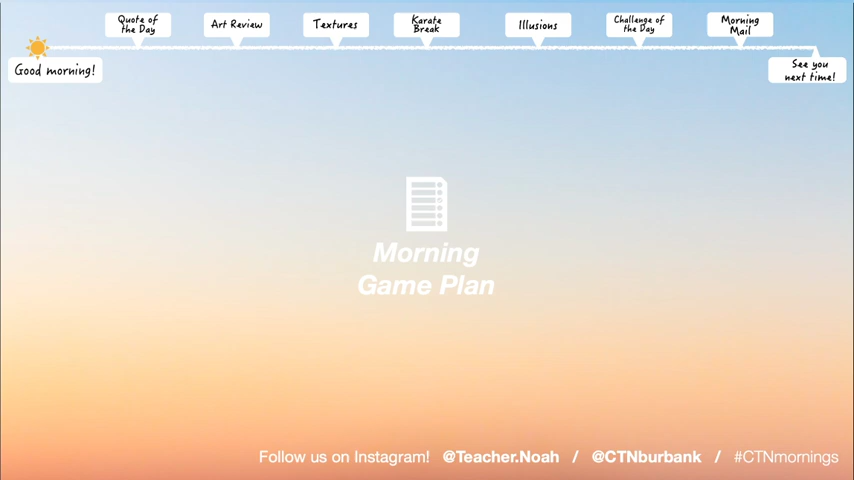 Quote of
the Day
Art Review
Textures
Karate
Break
Illusions
Challenge of
the Day
Morning
Mail
Good morning!
See you
next time!
Morning
Game Plan
Follow us on Instagram! @Teacher.Noah / @CTNburbank / #CTNmornings